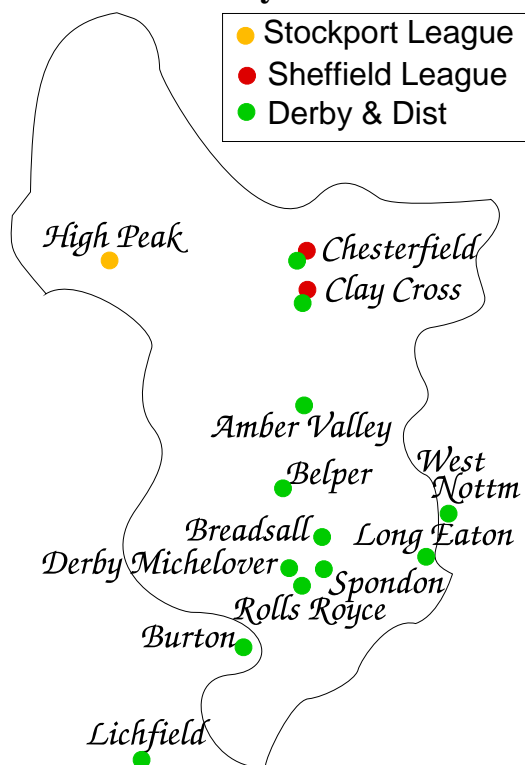 Stockport League
Sheffield League
Derby & Dist
High Peak
Chesterfield
Clay Cross
Amber Valley
Belper
West
Nottm
Breadsall
Long Eaton
Derby Michelover
Spondon
Rolls Royce
Burton
Lichfield